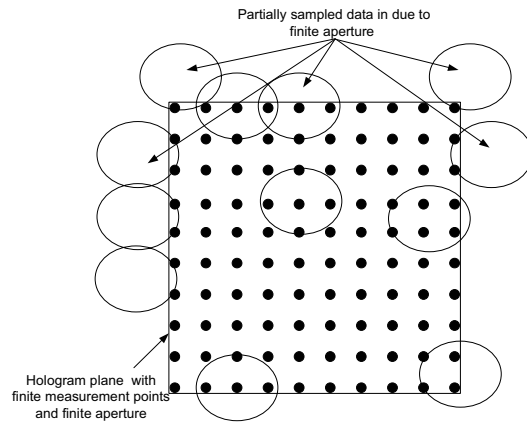 Partially sampled data in due to
finite aperture
Hologram plane with
finite measurement points
and finite aperture